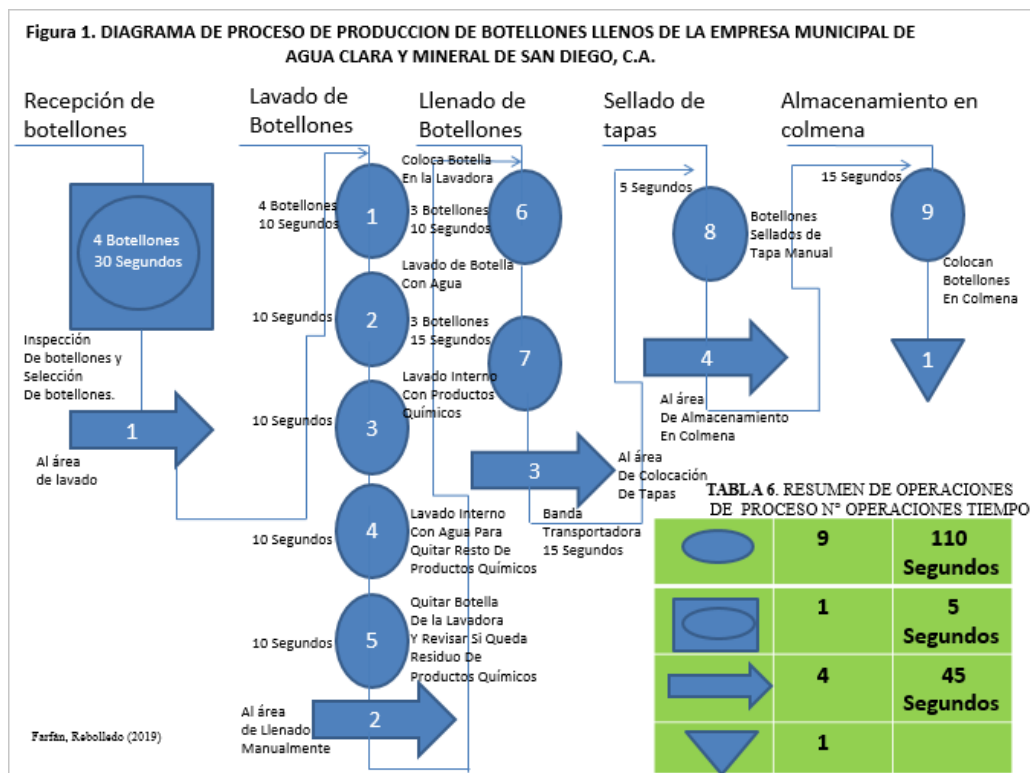 Figura 1. DIAGRAMA DE PROCESO DE PRODUCCION DE BOTELLONES LLENOS DE LA EMPRESA MUNICIPAL DE
AGUA CLARA Y MINERAL DE SAN DIEGO, C.A.
Recepción de
botellones
4 Botellones
30 Segundos
Inspección
De botellones y
Selección
De botellones.
1
Al área
de lavado
Lavado de
Botellones
4 Botellones
10 Segundos
1
Coloca Botella
En la Lavadora
10 Segundos
2
Lavado de Botella
Con Agua
10 Segundos
3
Lavado Interno
Con Productos
Químicos
10 Segundos
4
Lavado Interno
Con Agua Para
Quitar Resto De
Productos Químicos
10 Segundos
5
Quitar Botella
De la Lavadora
Y Revisar Si Queda
Residuo De
Productos Químicos
Al área
de Llenado
Manualmente
2
Llenado de
Botellones
3 Botellones
10 Segundos
6
3 Botellones
15 Segundos
7
3
Al área
De Colocación
De Tapas
Banda
Transportadora
15 Segundos
Sellado de
tapas
5 Segundos
8
Botellones
Sellados de
Tapa Manual
4
Al área
De Almacenamiento
En Colmena
Almacenamiento en
colmena
15 Segundos
9
Colocan
Botellones
En Colmena
1
TABLA 6. RESUMEN DE OPERACIONES
DE PROCESO N° OPERACIONES TIEMPO
9
110
Segundos
1
5
Segundos
4
45
Segundos
1
Farfán, Rebolledo (2019)